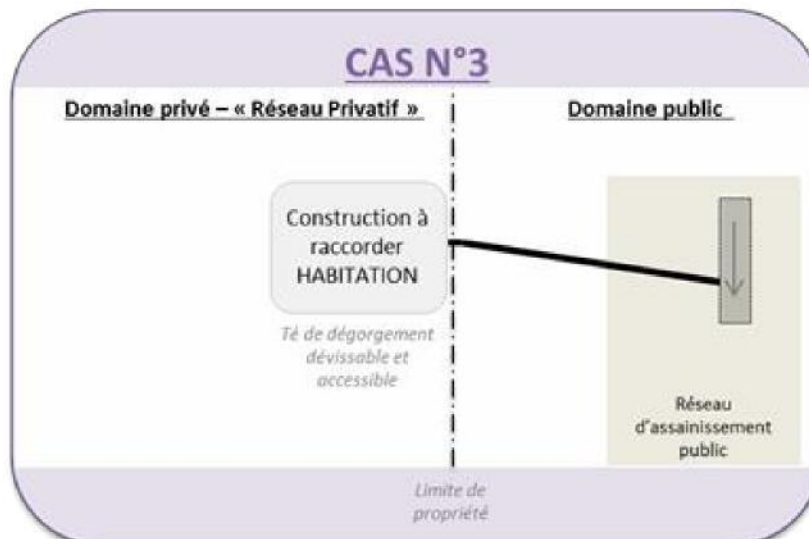 CAS N°3
Domaine privé – « Réseau Privatif »
Domaine public
Construction à
raccorder
HABITATION
Té de dégorgement
dévissable et
accessible
Réseau
d'assainissement
public
Limite de
propriété